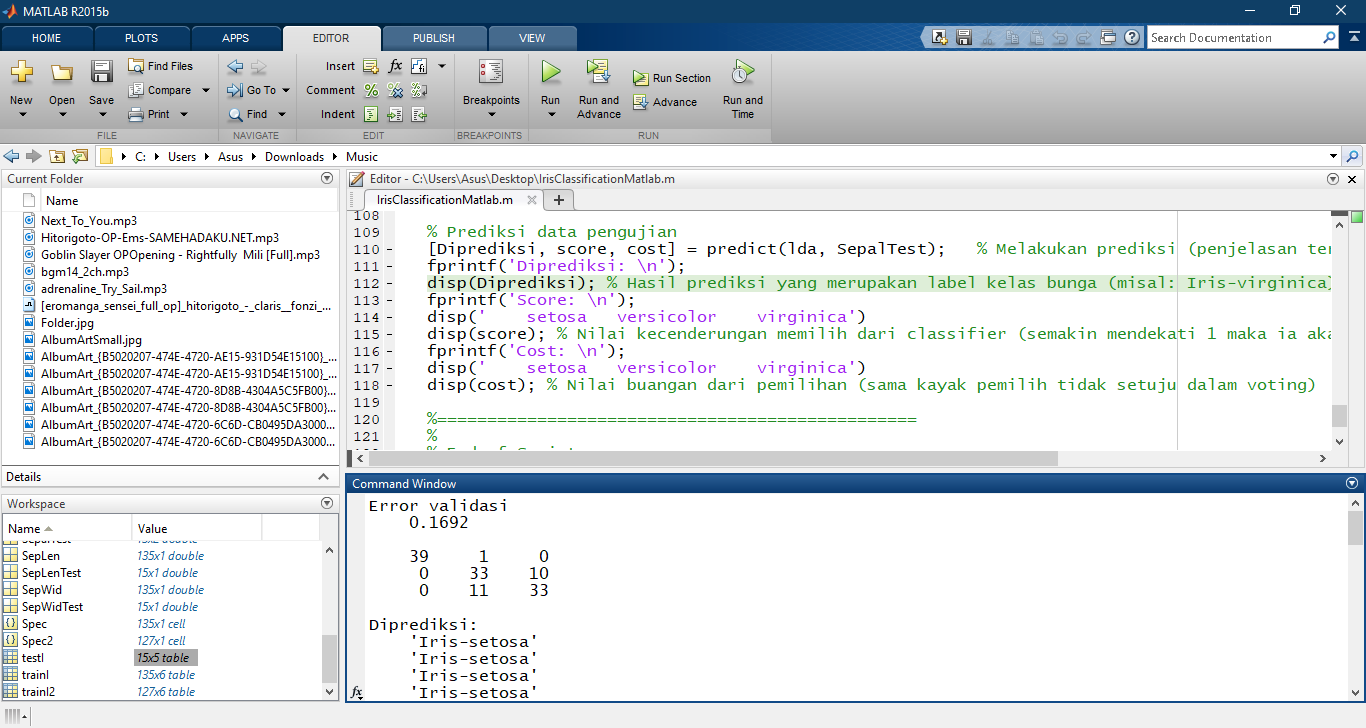 MATLAB R2015b
HOME PLOTS APPS EDITOR PUBLISH VIEW
Search Documentation
New
Open
Save
Find Files
Compare
Print
Go To
Find
Insert
Comment
Indent
fx
Breakpoints
Run
Run and Advance
Run Section
Advance
Run and Time
FILE NAVIGATE EDIT BREAKPOINTS RUN
C: Users Asus Downloads Music
Current Folder
Name
Next_To_You.mp3
Hitorigoto-OP-Ems-SAMEHADAKU.NET.mp3
Goblin Slayer OPOpening - Rightfully Mili [Full].mp3
bgm14_2ch.mp3
adrenaline_Try_Sail.mp3
[eromanga_sensei_full_op]_hitorigoto_-_claris__fonzi_...
Folder.jpg
AlbumArtSmall.jpg
AlbumArt_{B5020207-474E-4720-AE15-931D54E15100}_...
AlbumArt_{B5020207-474E-4720-AE15-931D54E15100}...
AlbumArt_{B5020207-474E-4720-8D8B-4304A5C5FB00}...
AlbumArt_{B5020207-474E-4720-8D8B-4304A5C5FB00}...
AlbumArt_{B5020207-474E-4720-6C6D-CB0495DA3000...
AlbumArt_{B5020207-474E-4720-6C6D-CB0495DA3000...
Details
Workspace
Name Value
SepLen 135x1 double
SepLenTest 15x1 double
SepWid 135x1 double
SepWidTest 15x1 double
Spec 135x1 cell
Spec2 127x1 cell
testI 15x5 table
trainI 135x6 table
trainI2 127x6 table
Editor - C:\Users\Asus\Desktop\IrisClassificationMatlab.m
IrisClassificationMatlab.m
108
109 % Prediksi data pengujian
110 - [Diprediksi, score, cost] = predict(lda, SepalTest); % Melakukan prediksi (penjelasan ter
111 - fprintf('Diprediksi: \n');
112 - disp(Diprediksi); % Hasil prediksi yang merupakan label kelas bunga (misal: Iris-virginica)
113 - fprintf('Score: \n');
114 - disp(' setosa versicolor virginica')
115 - disp(score); % Nilai kecenderungan memilih dari classifier (semakin mendekati 1 maka ia aka
116 - fprintf('Cost: \n');
117 - disp(' setosa versicolor virginica')
118 - disp(cost); % Nilai buangan dari pemilihan (sama kayak pemilih tidak setuju dalam voting)
119
120 %================================================
121 %
Command Window
Error validasi
0.1692
39 1 0
0 33 10
0 11 33
Diprediksi:
'Iris-setosa'
'Iris-setosa'
'Iris-setosa'
'Iris-setosa'
fx